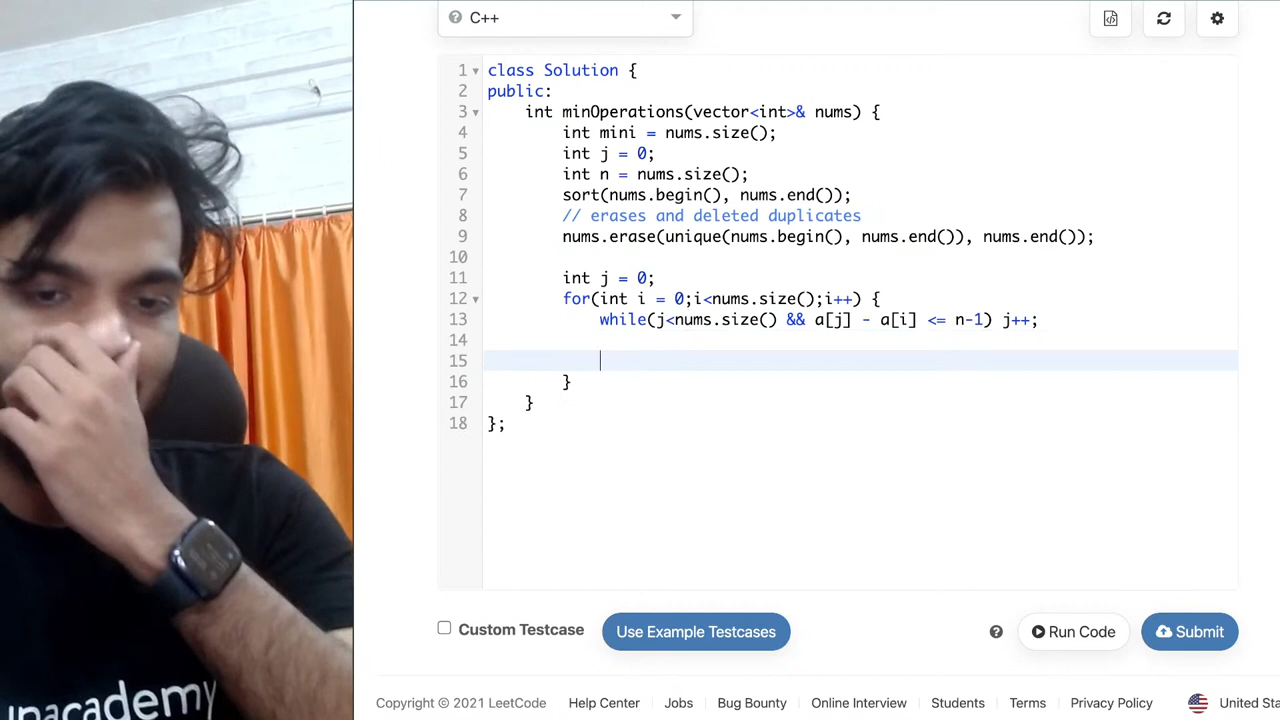 C++
1 class Solution {
2 public:
3 int minOperations(vector<int>& nums) {
4 int mini = nums.size();
5 int j = 0;
6 int n = nums.size();
7 sort(nums.begin(), nums.end());
8 // erases and deleted duplicates
9 nums.erase(unique(nums.begin(), nums.end()), nums.end());
10
11 int j = 0;
12 for(int i = 0;i<nums.size();i++) {
13 while(j<nums.size() && a[j] - a[i] <= n-1) j++;
14
15
16 }
17 }
18 };
Custom Testcase
Use Example Testcases
Run Code
Submit
Copyright © 2021 LeetCode Help Center Jobs Bug Bounty Online Interview Students Terms Privacy Policy United